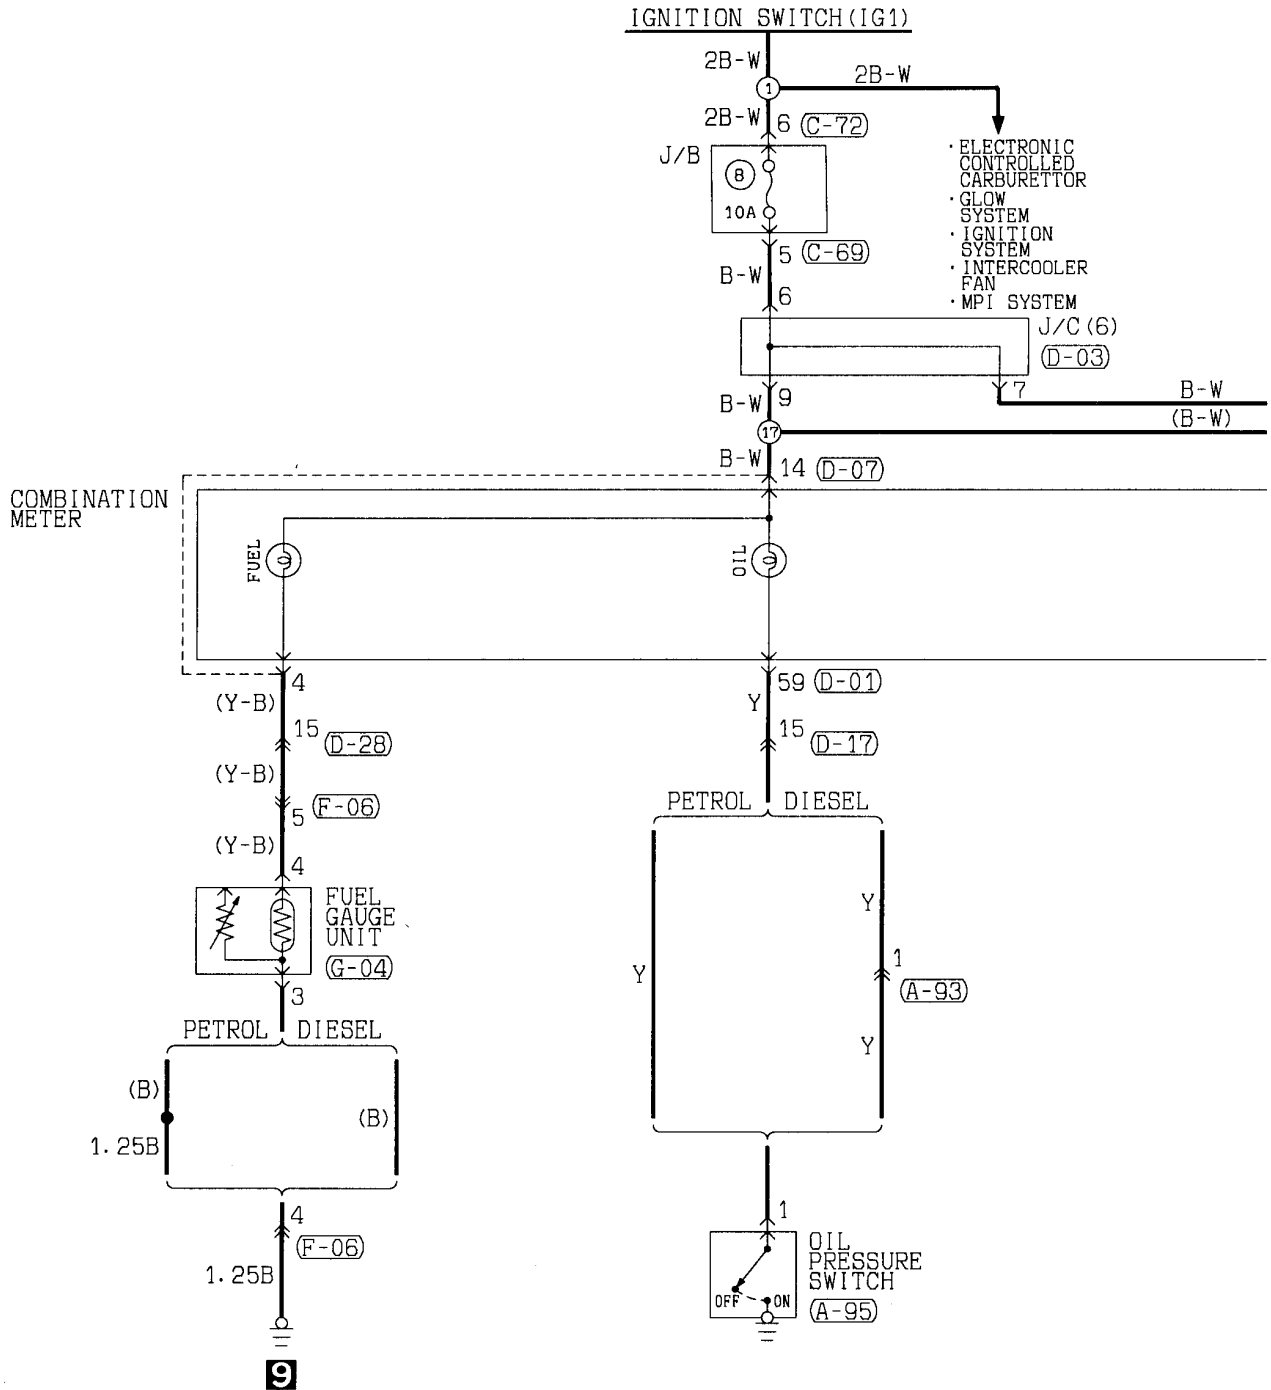 IGNITION SWITCH(IG1)
2B-W
1
2B-W
2B-W
6 C-72
J/B
8
10A
· ELECTRONIC
CONTROLLED
CARBURETTOR
· GLOW
SYSTEM
· IGNITION
SYSTEM
· INTERCOOLER
FAN
· MPI SYSTEM
5 C-69
B-W
6
J/C(6)
D-03
9
7
B-W
B-W
(B-W)
17
B-W
14 D-07
COMBINATION
METER
FUEL
OIL
4
(Y-B)
59 D-01
Y
15 D-28
15 D-17
(Y-B)
F-06
5
PETROL DIESEL
(Y-B)
4
FUEL
GAUGE
UNIT
G-04
Y
Y
1
A-93
Y
3
PETROL DIESEL
(B)
(B)
1.25B
4
F-06
1.25B
9
1
OIL
PRESSURE
SWITCH
OFF ON
A-95